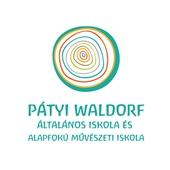 PÁTYI WALDORF
ÁLTALÁNOS ISKOLA ÉS
ALAPFOKÚ MŰVÉSZETI ISKOLA